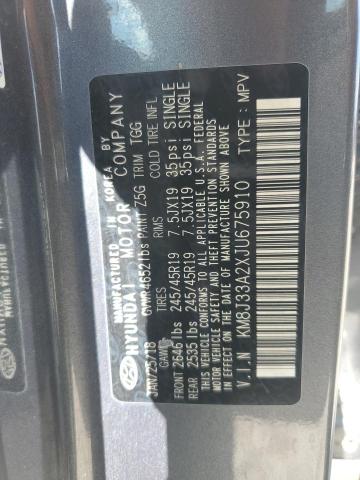 MANUFACTURED IN KOREA BY
HYUNDAI MOTOR COMPANY
JAN/25/18 GVWR 4652 lbs PAINT Z5G TRIM TGG
GAWR TIRES RIMS COLD TIRE INFL
FRONT 2646 lbs 245/45R19 7.5JX19 35psi SINGLE
REAR 2535 lbs 245/45R19 7.5JX19 35psi SINGLE
THIS VEHICLE CONFORMS TO ALL APPLICABLE U.S.A. FEDERAL
MOTOR VEHICLE SAFETY, BUMPER AND THEFT PREVENTION
STANDARDS IN EFFECT ON THE DATE OF MANUFACTURE SHOWN ABOVE
V.I.N : KM8J33A2XJU675910 TYPE : MPV